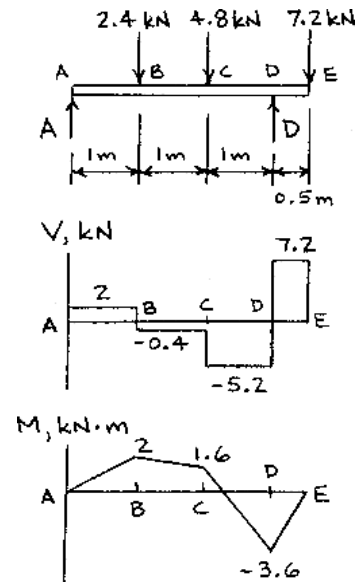 2.4 kN 4.8 kN 7.2 kN
A B C D E
A D
1m 1m 1m
0.5m
V, kN
7.2
2
A B C D E
-0.4
-5.2
M, kN·m
2 1.6
A D E
B C
-3.6